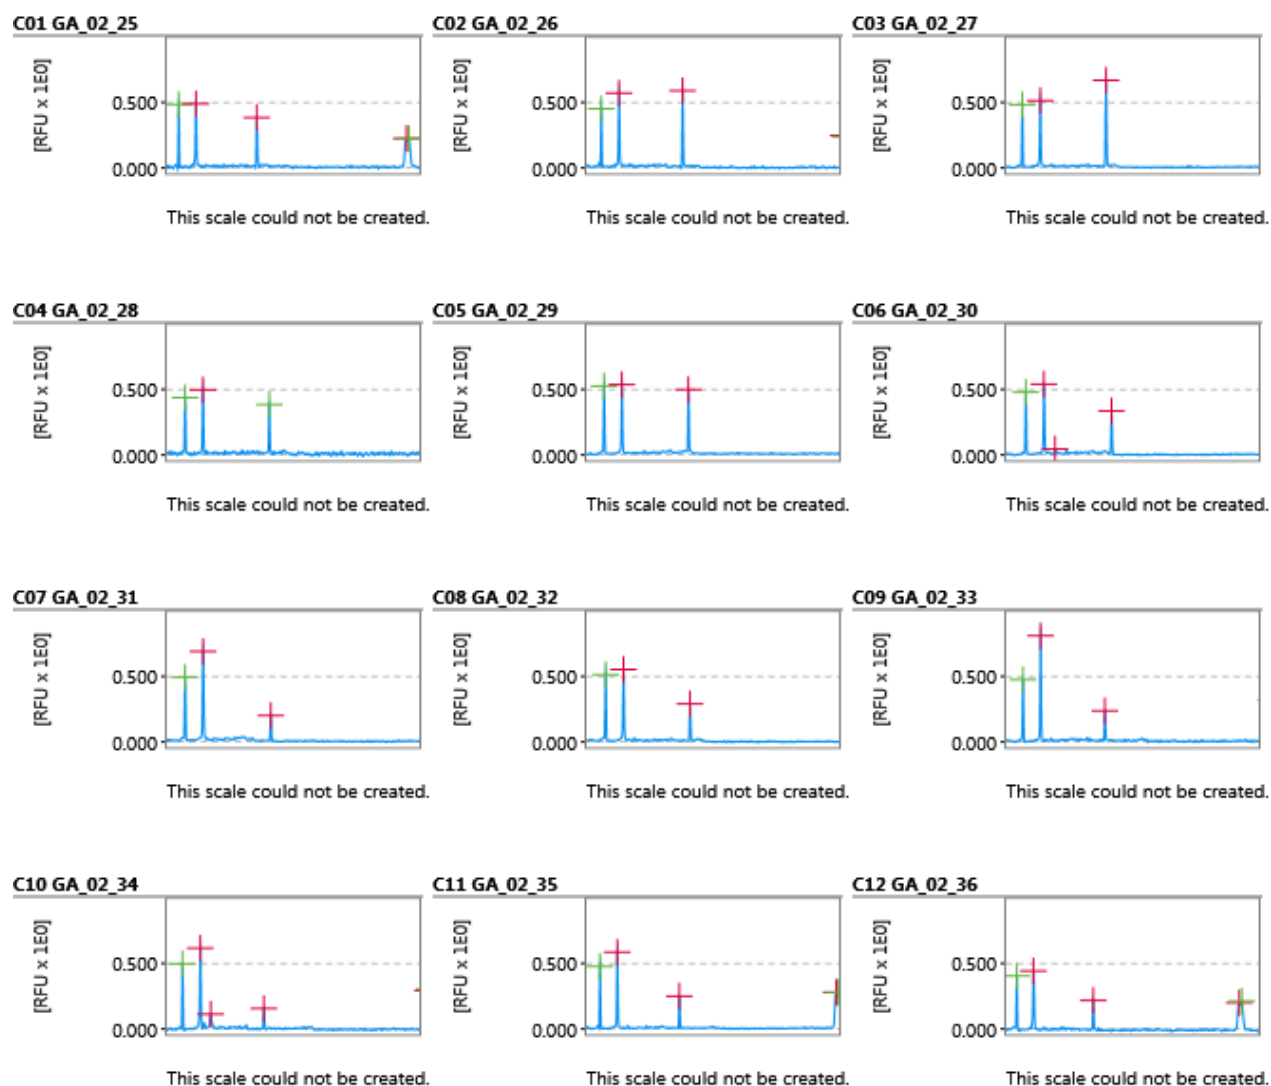 C01 GA_02_25 C02 GA_02_26 C03 GA_02_27
[RFU x 1E0] [RFU x 1E0] [RFU x 1E0]
0.500 0.500 0.500
0.000 0.000 0.000
This scale could not be created. This scale could not be created. This scale could not be created.
C04 GA_02_28 C05 GA_02_29 C06 GA_02_30
[RFU x 1E0] [RFU x 1E0] [RFU x 1E0]
0.500 0.500 0.500
0.000 0.000 0.000
This scale could not be created. This scale could not be created. This scale could not be created.
C07 GA_02_31 C08 GA_02_32 C09 GA_02_33
[RFU x 1E0] [RFU x 1E0] [RFU x 1E0]
0.500 0.500 0.500
0.000 0.000 0.000
This scale could not be created. This scale could not be created. This scale could not be created.
C10 GA_02_34 C11 GA_02_35 C12 GA_02_36
[RFU x 1E0] [RFU x 1E0] [RFU x 1E0]
0.500 0.500 0.500
0.000 0.000 0.000
This scale could not be created. This scale could not be created. This scale could not be created.